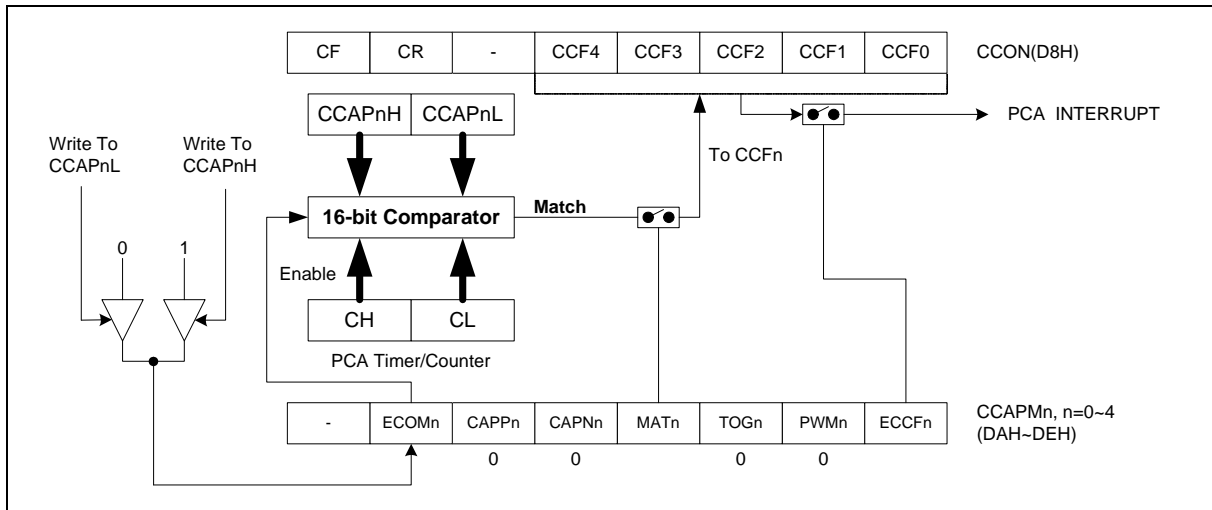 CF CR - CCF4 CCF3 CCF2 CCF1 CCF0 CCON(D8H)
CCAPnH CCAPnL
PCA INTERRUPT
Write To
CCAPnL
Write To
CCAPnH
To CCFn
16-bit Comparator
Match
0 1
Enable
CH CL
PCA Timer/Counter
- ECOMn CAPPn CAPNn MATn TOGn PWMn ECCFn
CCAPMn, n=0~4
(DAH~DEH)
0 0 0 0